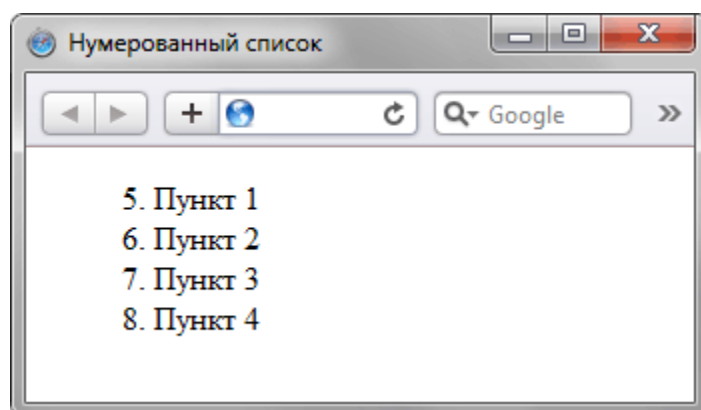 Нумерованный список
Google
5. Пункт 1
6. Пункт 2
7. Пункт 3
8. Пункт 4